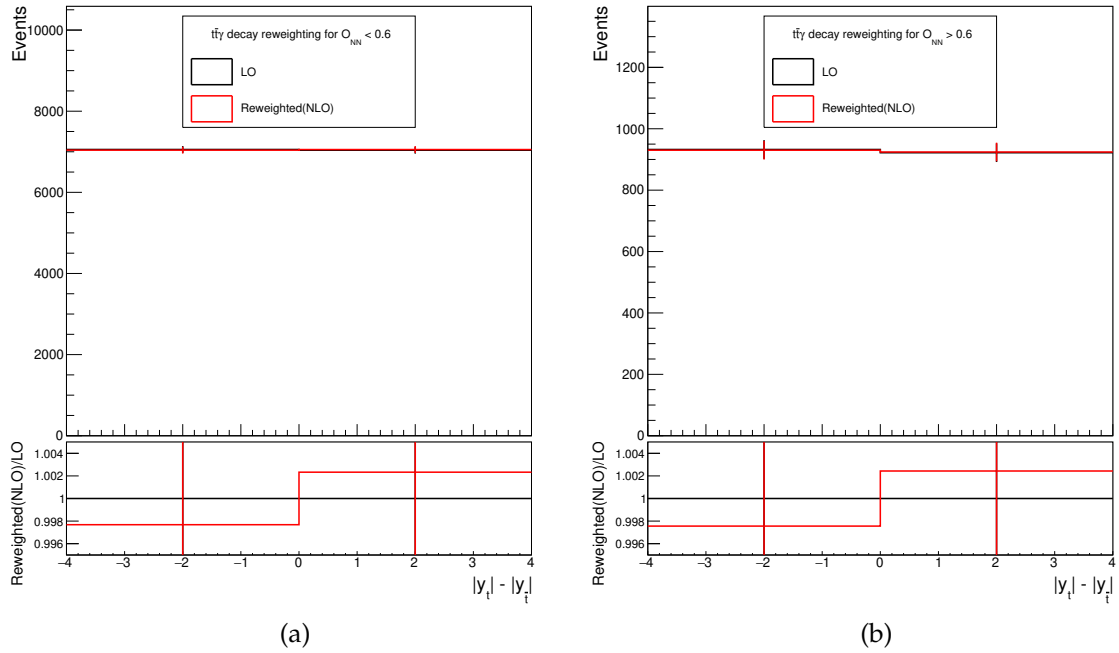 Events
10000
8000
6000
4000
2000
0
tt̄γ decay reweighting for O_NN < 0.6
LO
Reweighted(NLO)
Reweighted(NLO)/LO
1.004
1.002
1
0.998
0.996
−4 −3 −2 −1 0 1 2 3 4
|y_t| - |y_t̄|
(a)
Events
1200
1000
800
600
400
200
0
tt̄γ decay reweighting for O_NN > 0.6
LO
Reweighted(NLO)
Reweighted(NLO)/LO
1.004
1.002
1
0.998
0.996
−4 −3 −2 −1 0 1 2 3 4
|y_t| - |y_t̄|
(b)